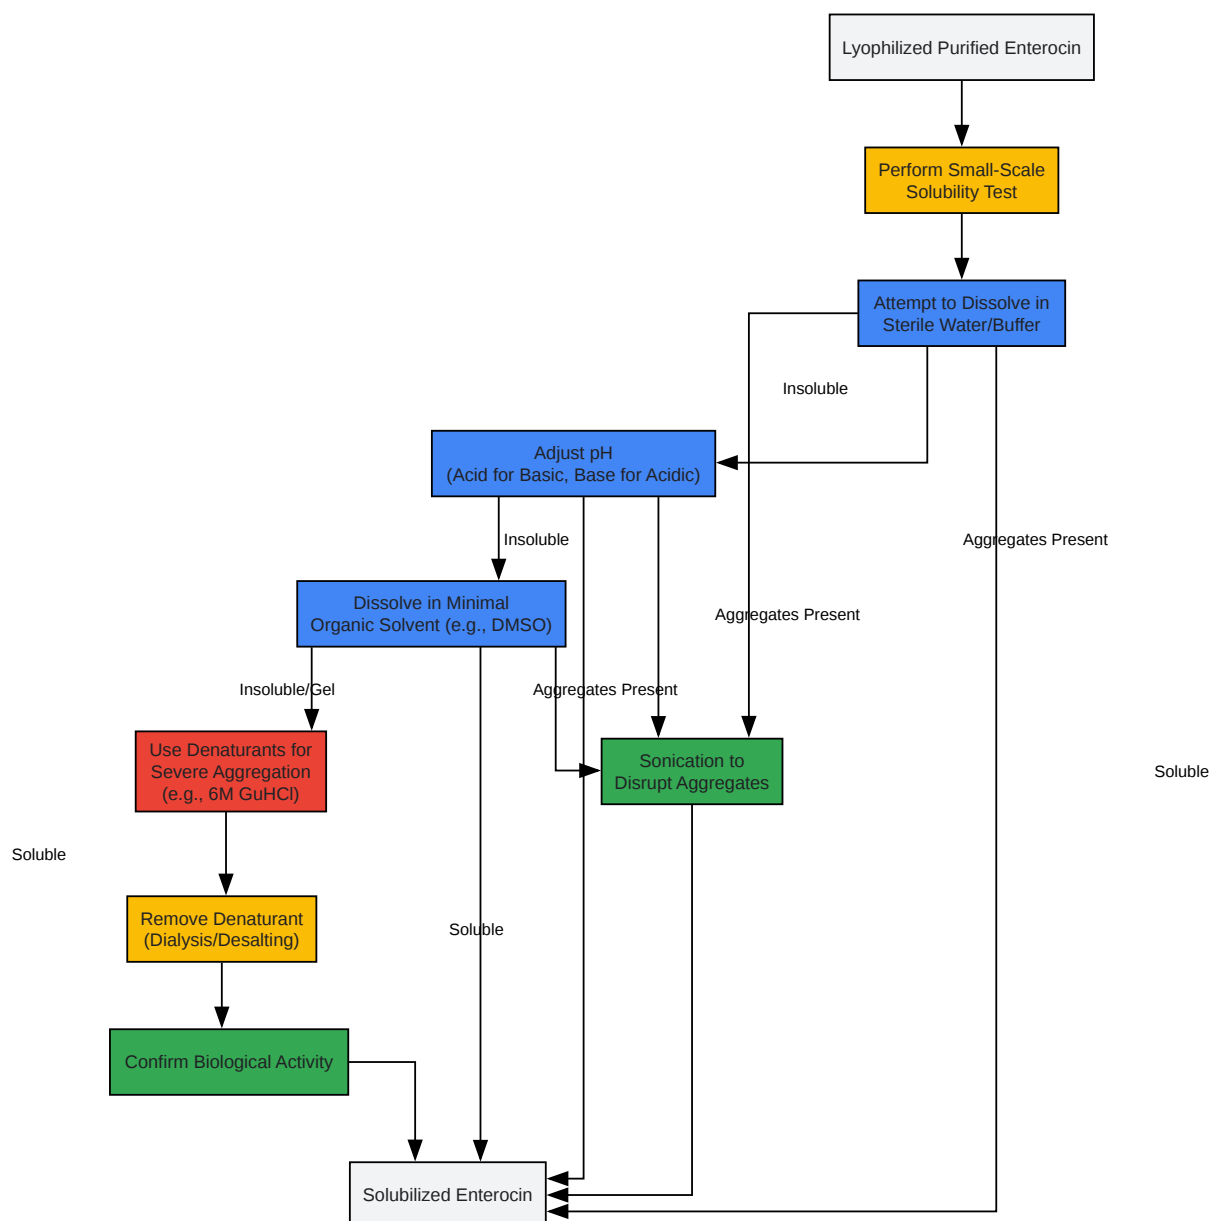 Lyophilized Purified Enterocin
Perform Small-Scale
Solubility Test
Attempt to Dissolve in
Sterile Water/Buffer
Insoluble
Adjust pH
(Acid for Basic, Base for Acidic)
Insoluble
Aggregates Present
Dissolve in Minimal
Organic Solvent (e.g., DMSO)
Aggregates Present
Insoluble/Gel
Aggregates Present
Use Denaturants for
Severe Aggregation
(e.g., 6M GuHCl)
Sonication to
Disrupt Aggregates
Soluble
Soluble
Remove Denaturant
(Dialysis/Desalting)
Soluble
Confirm Biological Activity
Solubilized Enterocin